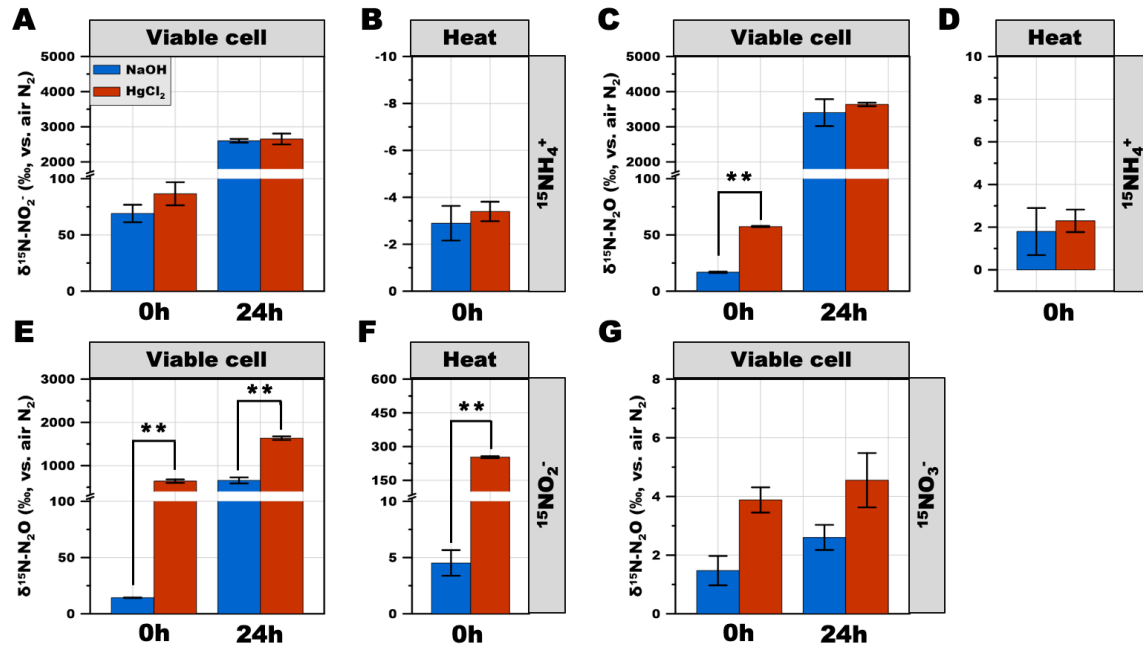 A
Viable cell
B
Heat
C
Viable cell
D
Heat
δ¹⁵N-NO₂⁻ (‰, vs. air N₂)
5000
4000
3000
2000
100
50
0
NaOH
HgCl₂
0h
24h
-10
-8
-6
-4
-2
0
0h
¹⁵NH₄⁺
δ¹⁵N-N₂O (‰, vs. air N₂)
5000
4000
3000
2000
100
50
0
**
0h
24h
10
8
6
4
2
0
0h
¹⁵NH₄⁺
E
Viable cell
F
Heat
G
Viable cell
δ¹⁵N-N₂O (‰, vs. air N₂)
3000
2000
1000
100
50
0
**
**
0h
24h
600
450
300
150
10
5
0
**
0h
¹⁵NO₂⁻
δ¹⁵N-N₂O (‰, vs. air N₂)
8
6
4
2
0
0h
24h
¹⁵NO₃⁻